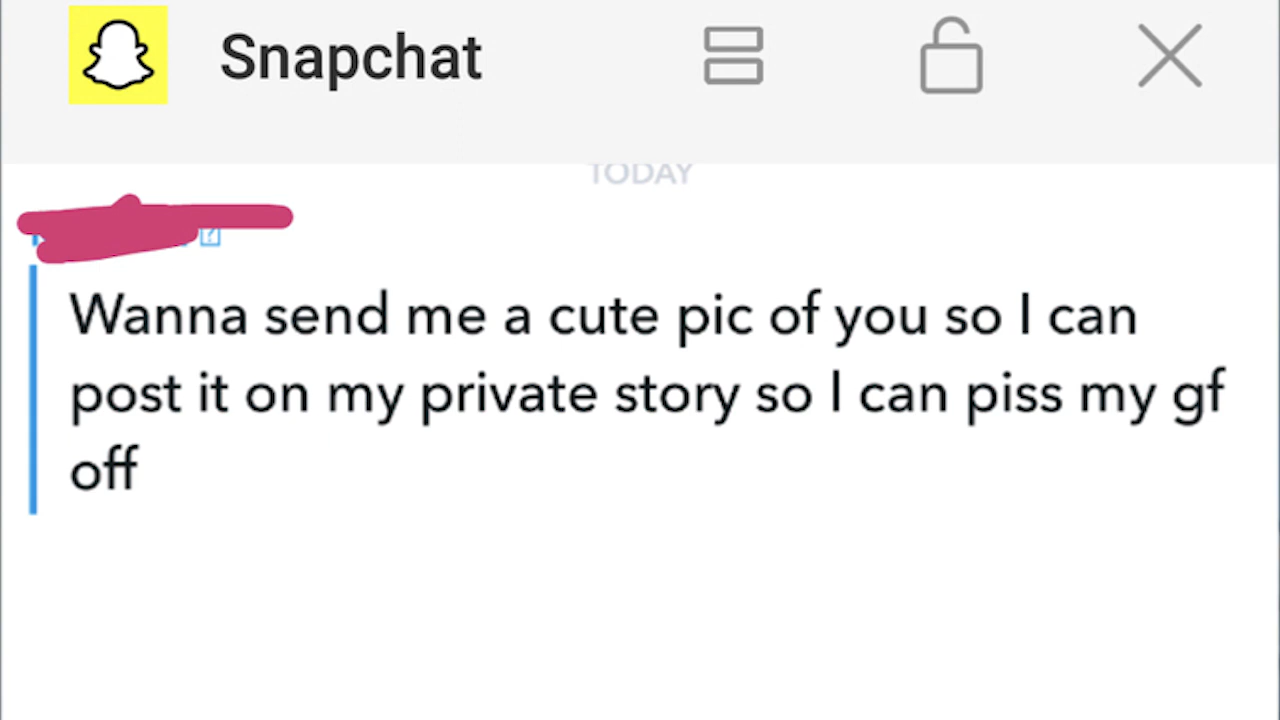 Snapchat
TODAY
Wanna send me a cute pic of you so I can
post it on my private story so I can piss my gf
off